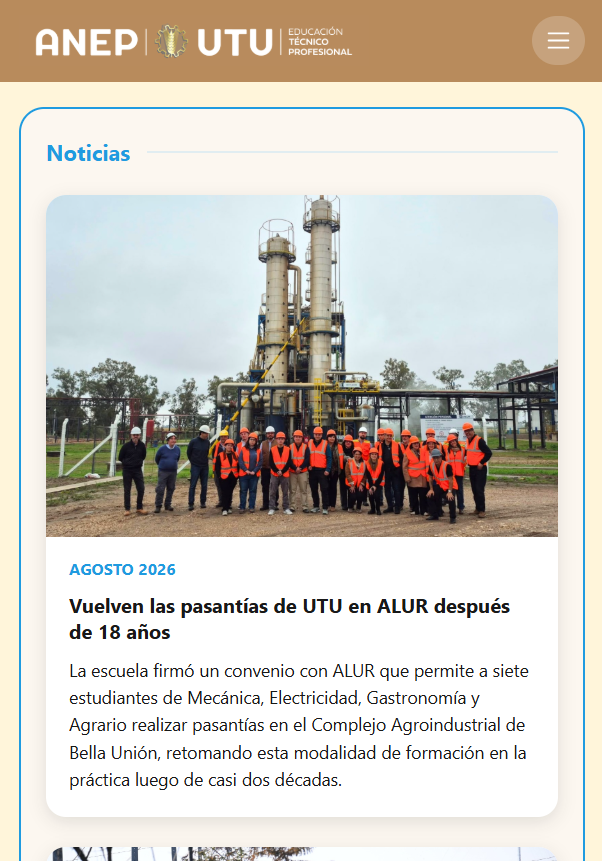 ANEP UTU EDUCACIÓN
TÉCNICO
PROFESIONAL
Noticias
AGOSTO 2026
Vuelven las pasantías de UTU en ALUR después
de 18 años
La escuela firmó un convenio con ALUR que permite a siete
estudiantes de Mecánica, Electricidad, Gastronomía y
Agrario realizar pasantías en el Complejo Agroindustrial de
Bella Unión, retomando esta modalidad de formación en la
práctica luego de casi dos décadas.